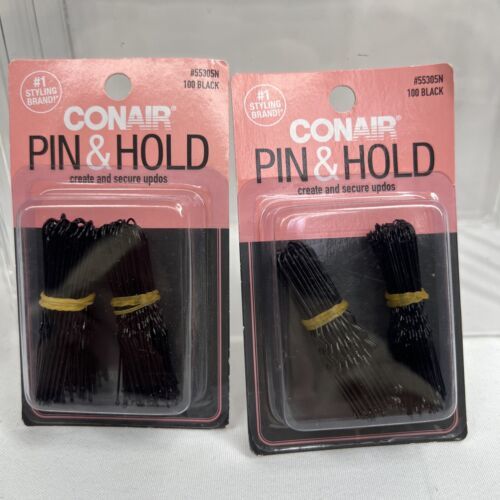 #1
STYLING
BRAND!*
#55305N
100 BLACK
CONAIR®
PIN & HOLD
create and secure updos
#1
STYLING
BRAND!*
#55305N
100 BLACK
CONAIR®
PIN & HOLD
create and secure updos